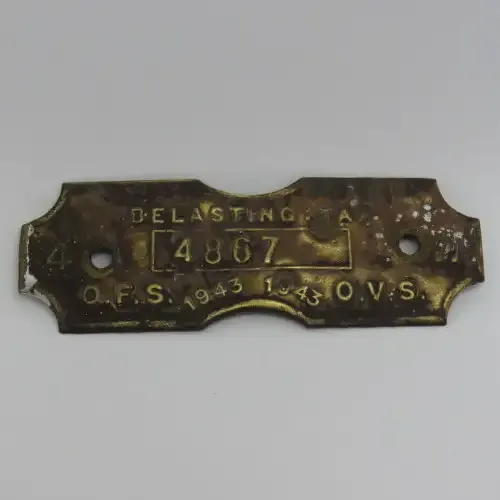 BELASTING TA
4867
O.F.S. 1943 1943 O.V.S.
4